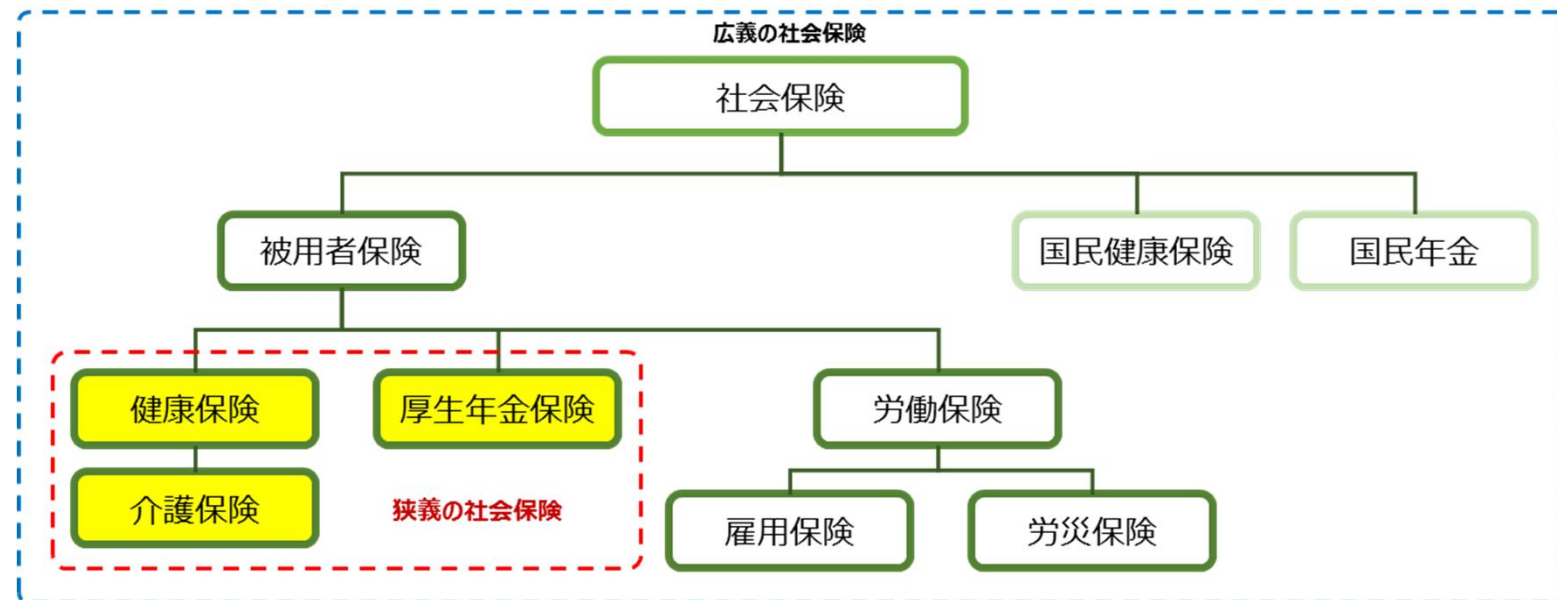 広義の社会保険
社会保険
被用者保険
国民健康保険
国民年金
健康保険
厚生年金保険
労働保険
介護保険
狭義の社会保険
雇用保険
労災保険